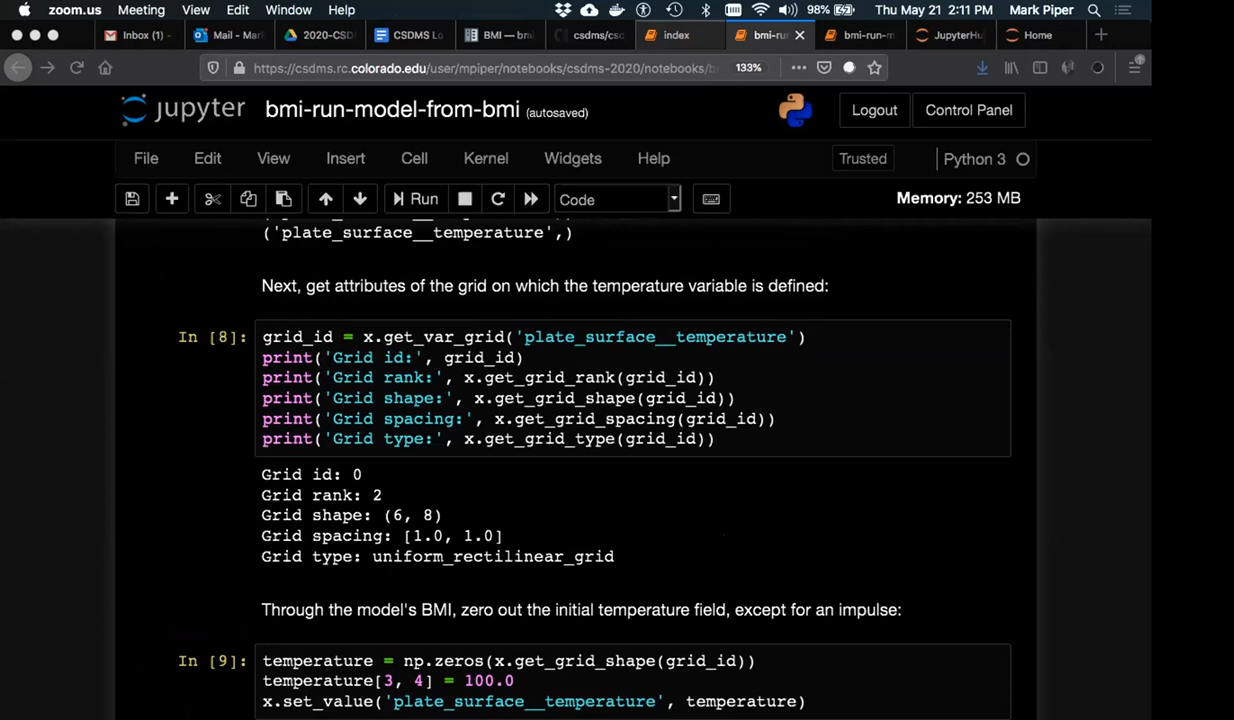 zoom.us Meeting View Edit Window Help 98% Thu May 21 2:11 PM Mark Piper
Inbox (1) - Mail - Mar 2020-CSD CSDMS Lo BMI — bmi csdms/csd index bmi-run bmi-run-m JupyterHu Home
https://csdms.rc.colorado.edu/user/mpiper/notebooks/csdms-2020/notebooks/b 133%
jupyter bmi-run-model-from-bmi (autosaved) Logout Control Panel
File Edit View Insert Cell Kernel Widgets Help Trusted Python 3
Run Code Memory: 253 MB
('plate_surface__temperature',)
Next, get attributes of the grid on which the temperature variable is defined:
In [8]: grid_id = x.get_var_grid('plate_surface__temperature')
print('Grid id:', grid_id)
print('Grid rank:', x.get_grid_rank(grid_id))
print('Grid shape:', x.get_grid_shape(grid_id))
print('Grid spacing:', x.get_grid_spacing(grid_id))
print('Grid type:', x.get_grid_type(grid_id))
Grid id: 0
Grid rank: 2
Grid shape: (6, 8)
Grid spacing: [1.0, 1.0]
Grid type: uniform_rectilinear_grid
Through the model's BMI, zero out the initial temperature field, except for an impulse:
In [9]: temperature = np.zeros(x.get_grid_shape(grid_id))
temperature[3, 4] = 100.0
x.set_value('plate_surface__temperature', temperature)